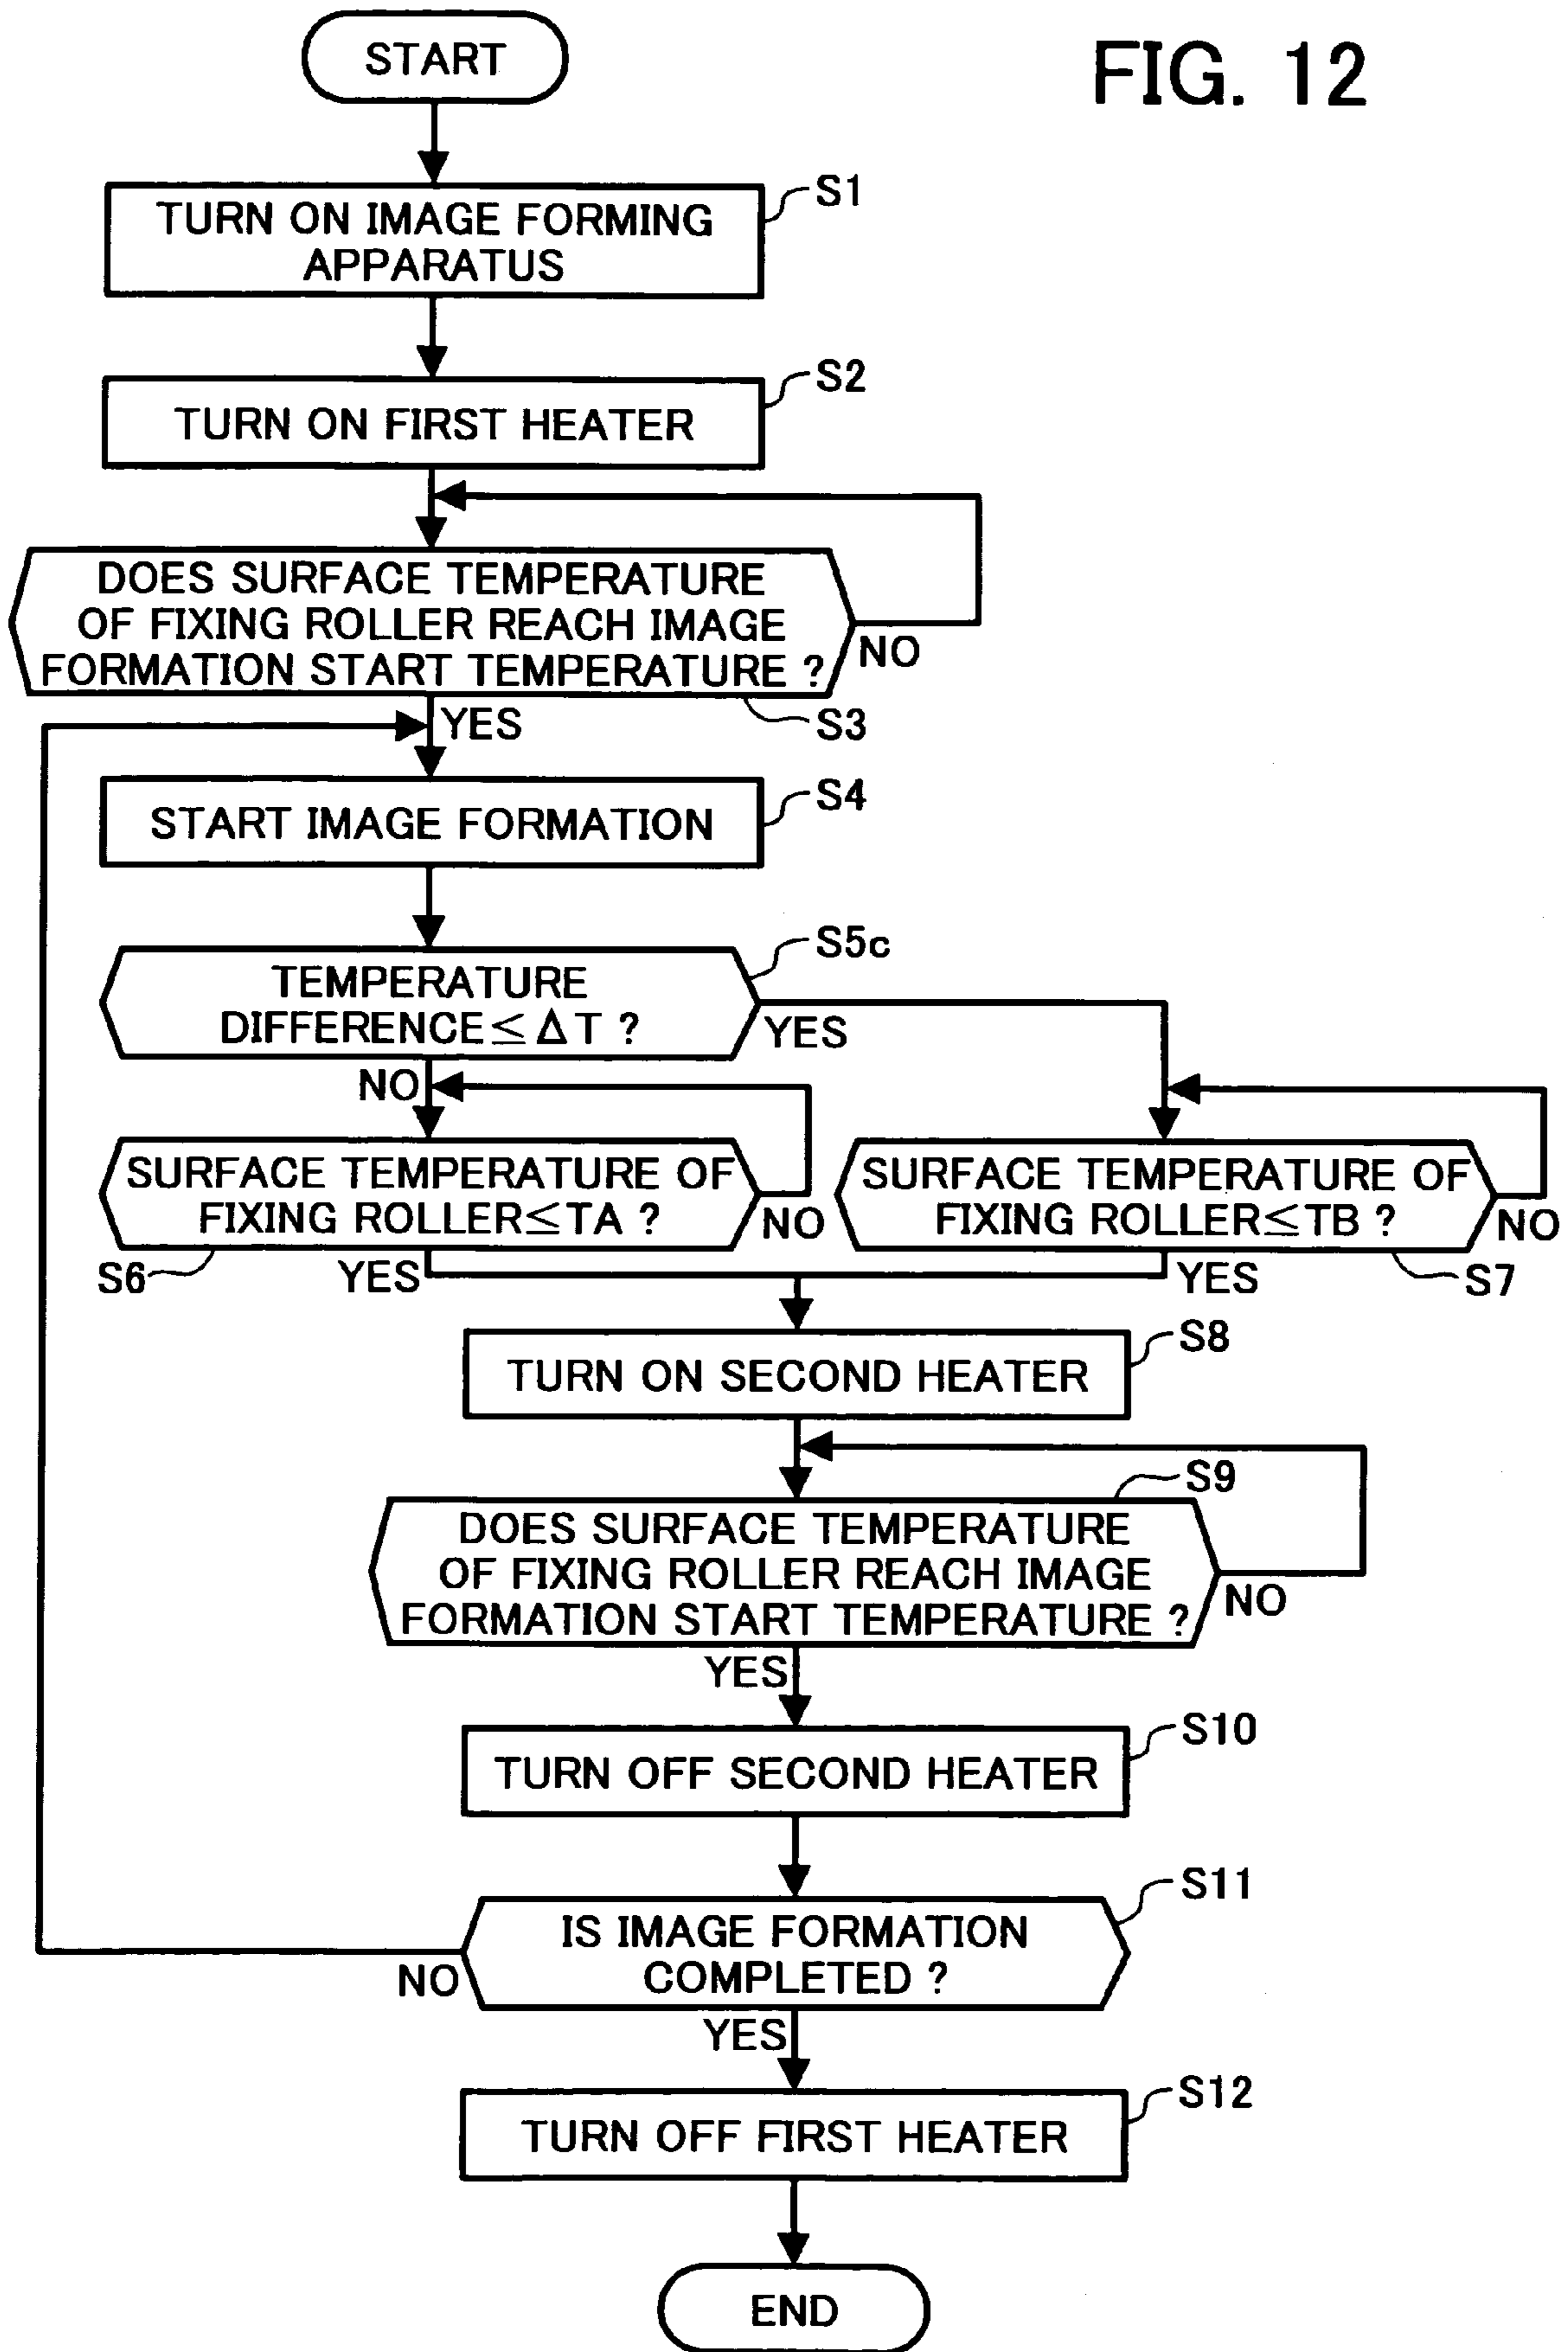 FIG. 12
START
S1
TURN ON IMAGE FORMING
APPARATUS
S2
TURN ON FIRST HEATER
DOES SURFACE TEMPERATURE
OF FIXING ROLLER REACH IMAGE
FORMATION START TEMPERATURE ?
NO
YES
S3
S4
START IMAGE FORMATION
S5c
TEMPERATURE
DIFFERENCE≤ΔT ?
YES
NO
SURFACE TEMPERATURE OF
FIXING ROLLER≤TA ?
NO
S6
YES
SURFACE TEMPERATURE OF
FIXING ROLLER≤TB ?
NO
YES
S7
S8
TURN ON SECOND HEATER
S9
DOES SURFACE TEMPERATURE
OF FIXING ROLLER REACH IMAGE
FORMATION START TEMPERATURE ?
NO
YES
S10
TURN OFF SECOND HEATER
S11
IS IMAGE FORMATION
COMPLETED ?
NO
YES
S12
TURN OFF FIRST HEATER
END